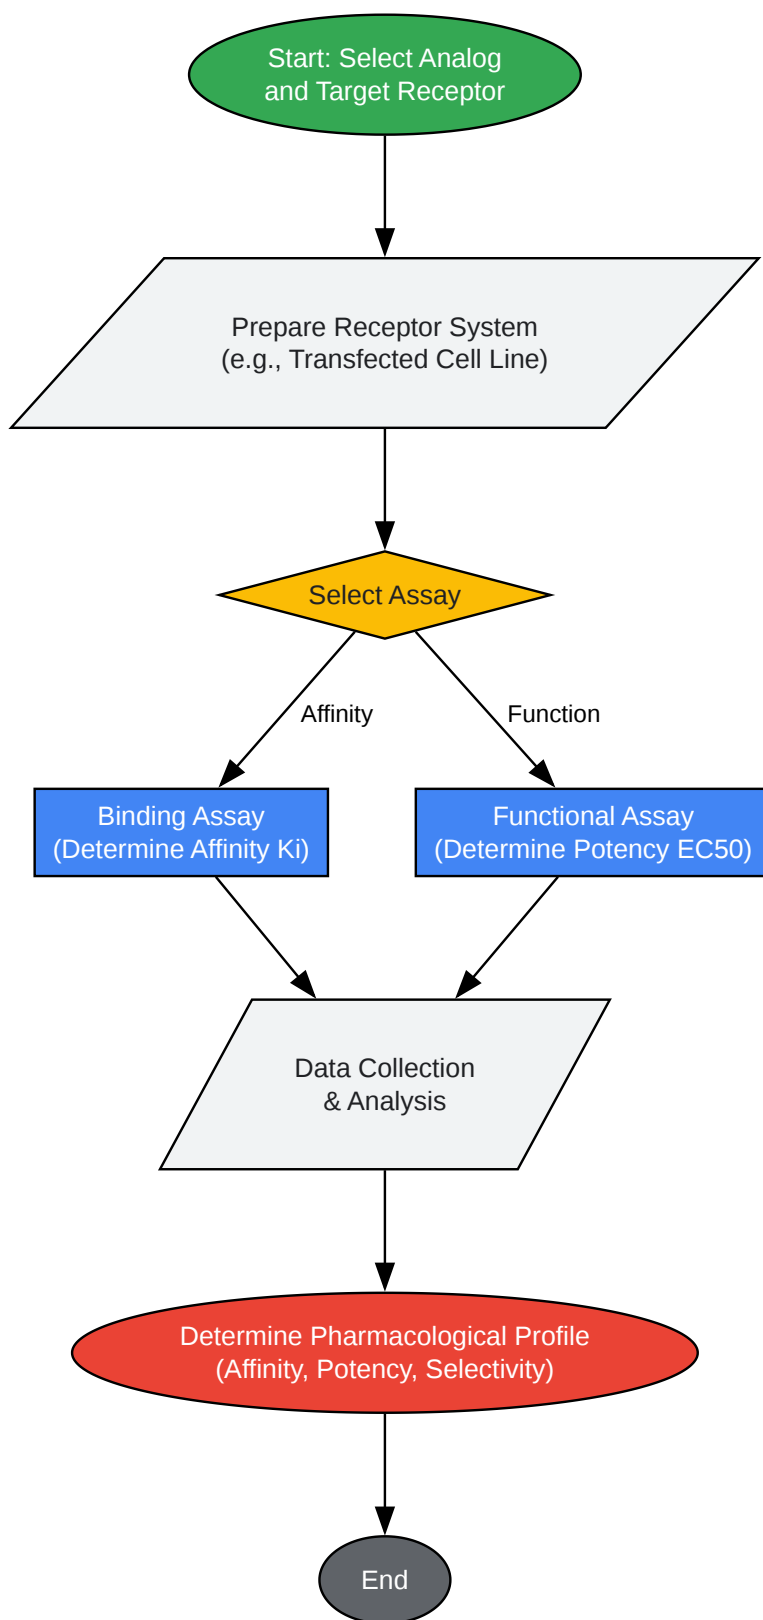 Start: Select Analog
and Target Receptor
Prepare Receptor System
(e.g., Transfected Cell Line)
Select Assay
Affinity
Function
Binding Assay
(Determine Affinity Ki)
Functional Assay
(Determine Potency EC50)
Data Collection
& Analysis
Determine Pharmacological Profile
(Affinity, Potency, Selectivity)
End